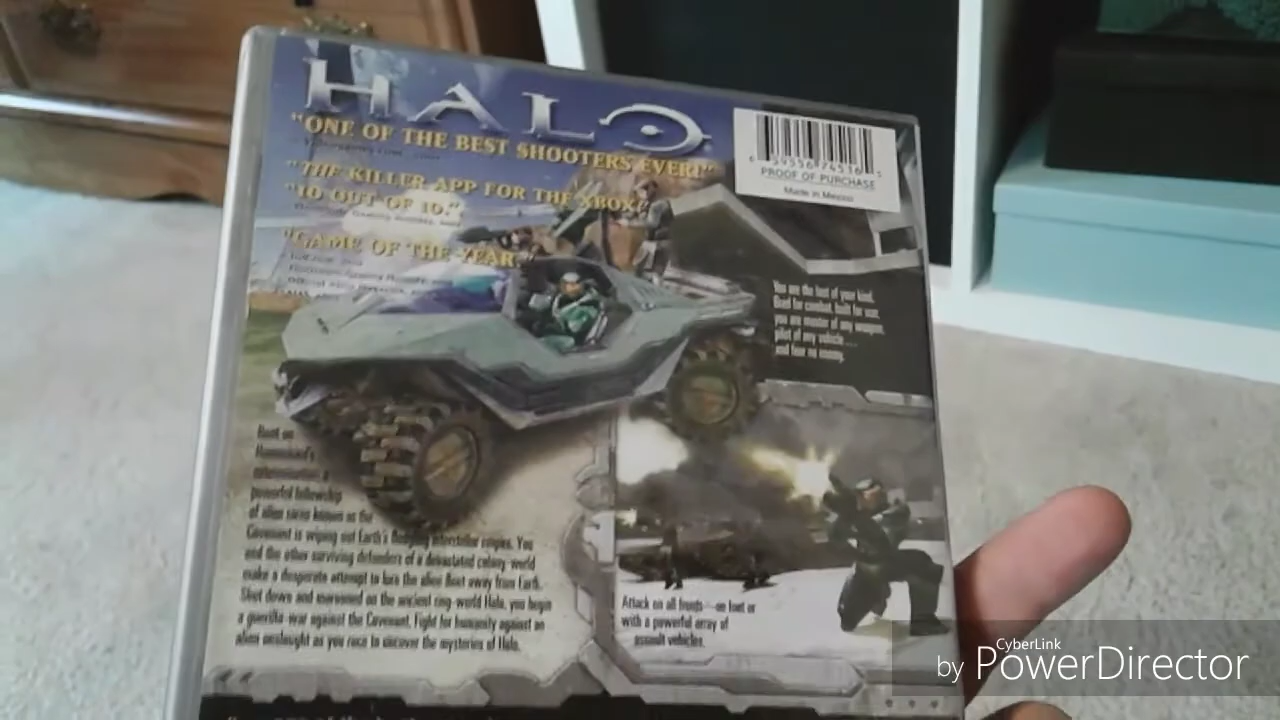 HALO
"ONE OF THE BEST SHOOTERS EVER!"
"THE KILLER APP FOR THE XBOX."
"10 OUT OF 10."
"GAME OF THE YEAR
PROOF OF PURCHASE
Made in Mexico
You are the last of your kind.
Bred for combat, built for war,
you are master of any weapon,
pilot of any vehicle...
and fear no enemy.
Bent on
Humankind's
extermination, a
powerful fellowship
of alien races known as the
Covenant is wiping out Earth's fledgling interstellar empire. You
and the other surviving defenders of a devastated colony-world
make a desperate attempt to lure the alien fleet away from Earth.
Shot down and marooned on the ancient ring-world Halo, you begin
a guerilla-war against the Covenant. Fight for humanity against an
alien onslaught as you race to uncover the mysteries of Halo.
Attack on all fronts—on foot or
with a powerful array of
assault vehicles.
CyberLink
by PowerDirector